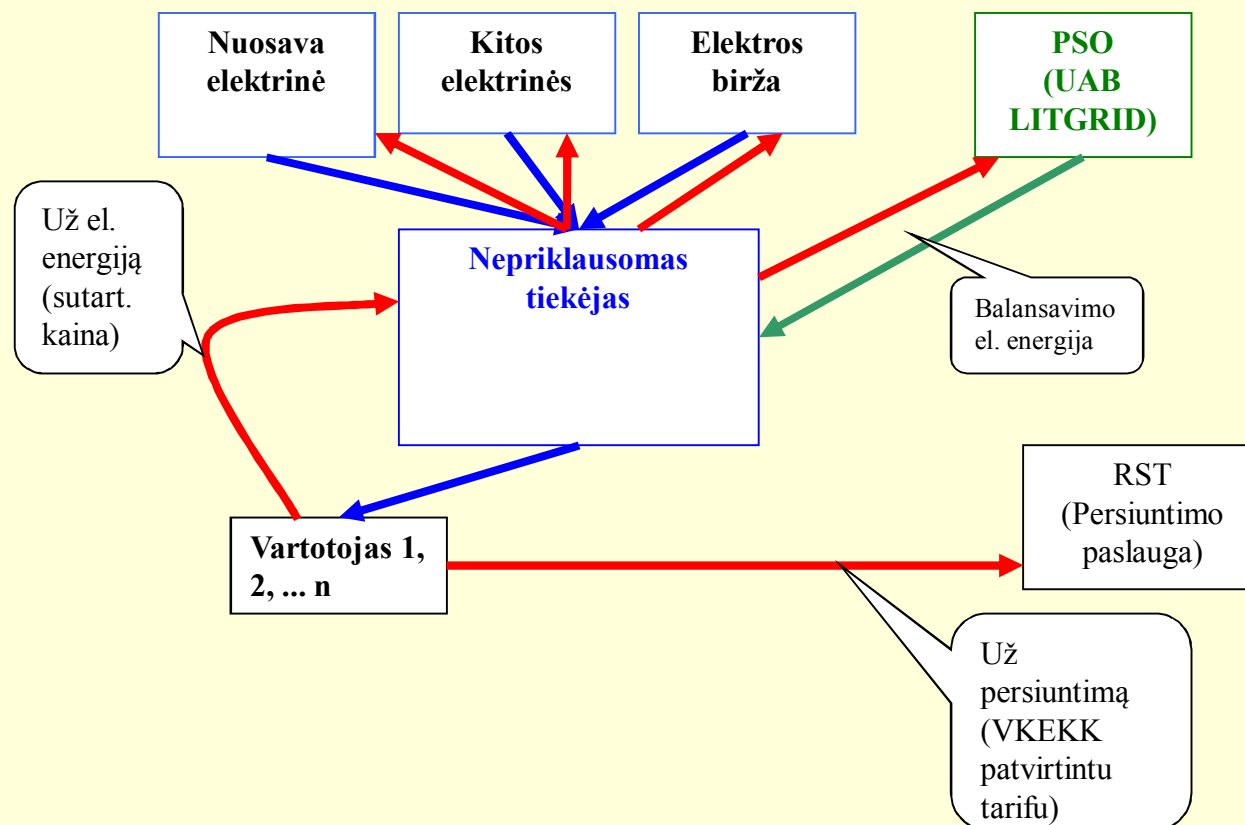 Nuosava
elektrinė
Kitos
elektrinės
Elektros
birža
PSO
(UAB
LITGRID)
Už el.
energiją
(sutart.
kaina)
Nepriklausomas
tiekėjas
Balansavimo
el. energija
Vartotojas 1,
2, ... n
RST
(Persiuntimo
paslauga)
Už
persiuntimą
(VKEKK
patvirtintu
tarifu)